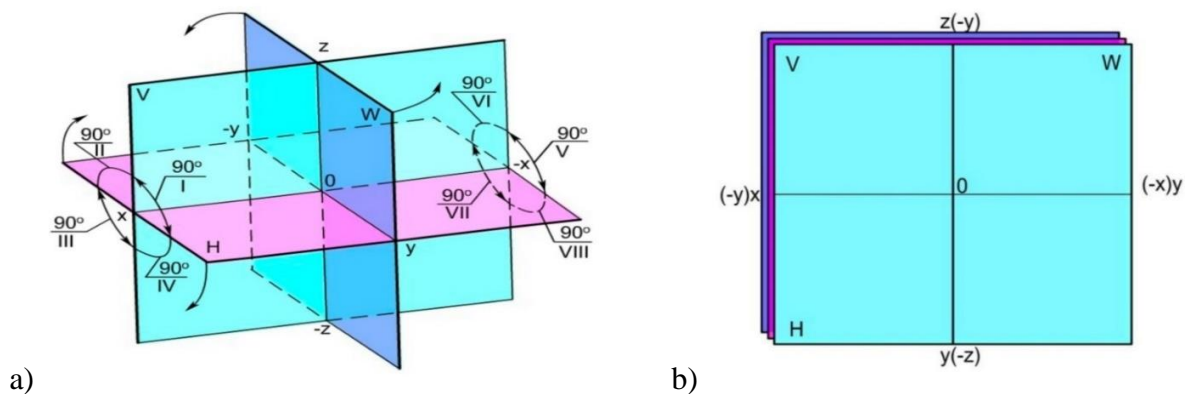 z
V
W
90°
VI
90°
V
-y
90°
II
90°
I
-x
0
90°
VII
x
90°
III
H
y
90°
VIII
90°
IV
-z
a)
z(-y)
V
W
(-y)x
0
(-x)y
H
y(-z)
b)